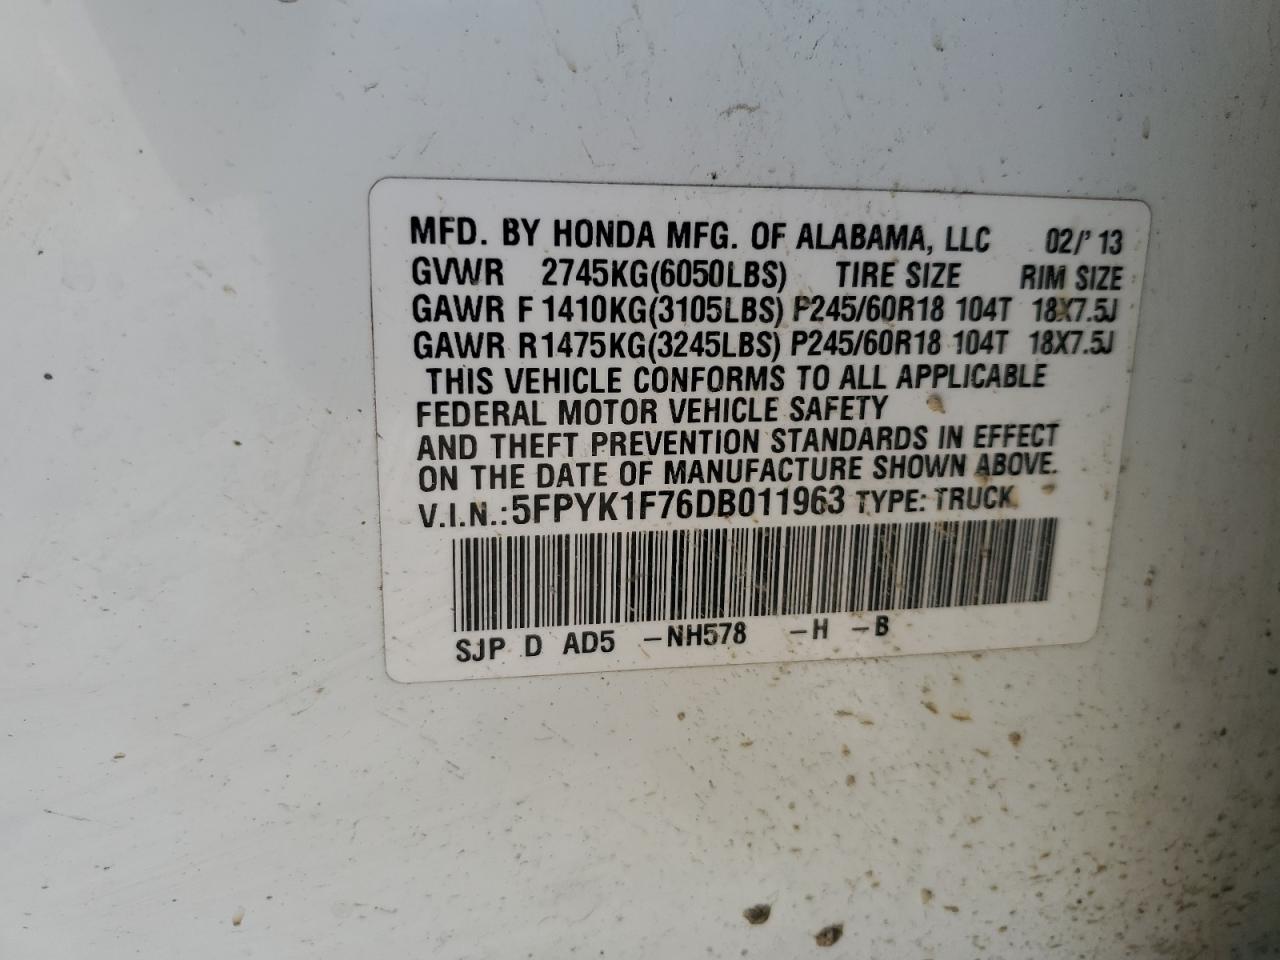 MFD. BY HONDA MFG. OF ALABAMA, LLC 02/'13
GVWR 2745KG(6050LBS) TIRE SIZE RIM SIZE
GAWR F 1410KG(3105LBS) P245/60R18 104T 18X7.5J
GAWR R 1475KG(3245LBS) P245/60R18 104T 18X7.5J
THIS VEHICLE CONFORMS TO ALL APPLICABLE
FEDERAL MOTOR VEHICLE SAFETY
AND THEFT PREVENTION STANDARDS IN EFFECT
ON THE DATE OF MANUFACTURE SHOWN ABOVE.
V.I.N.:5FPYK1F76DB011963 TYPE: TRUCK
SJP D AD5 -NH578 -H -B